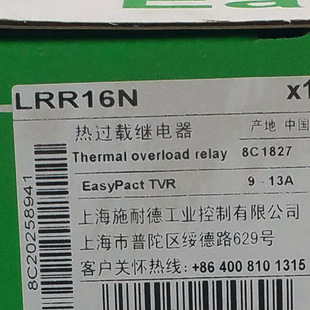 LRR16N x1
热过载继电器 产地 中国
Thermal overload relay 8C1827
EasyPact TVR 9 - 13A
上海施耐德工业控制有限公司
上海市普陀区绥德路629号
客户关怀热线: +86 400 810 1315
8C20258941